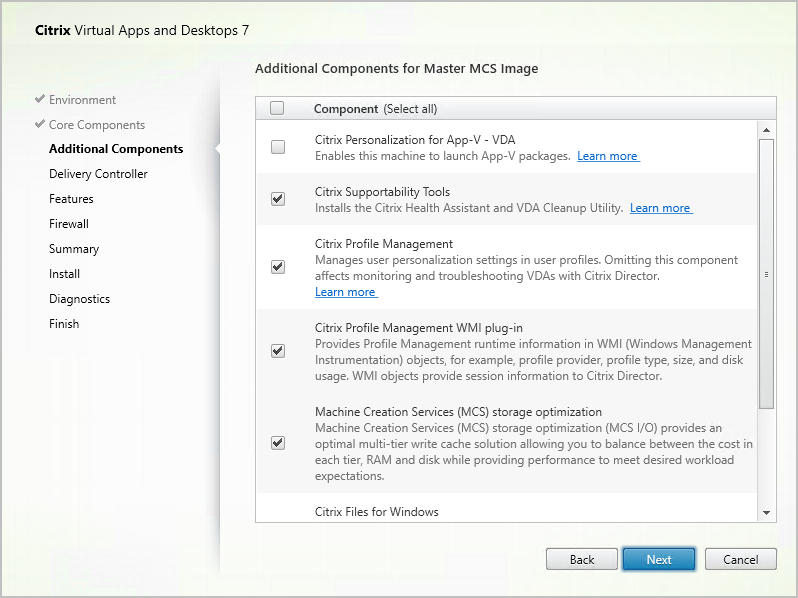 Citrix Virtual Apps and Desktops 7
Additional Components for Master MCS Image
Environment
Core Components
Additional Components
Delivery Controller
Features
Firewall
Summary
Install
Diagnostics
Finish
Component (Select all)
Citrix Personalization for App-V - VDA
Enables this machine to launch App-V packages. Learn more
Citrix Supportability Tools
Installs the Citrix Health Assistant and VDA Cleanup Utility. Learn more
Citrix Profile Management
Manages user personalization settings in user profiles. Omitting this component
affects monitoring and troubleshooting VDAs with Citrix Director.
Learn more
Citrix Profile Management WMI plug-in
Provides Profile Management runtime information in WMI (Windows Management
Instrumentation) objects, for example, profile provider, profile type, size, and disk
usage. WMI objects provide session information to Citrix Director.
Machine Creation Services (MCS) storage optimization
Machine Creation Services (MCS) storage optimization (MCS I/O) provides an
optimal multi-tier write cache solution allowing you to balance between the cost in
each tier, RAM and disk while providing performance to meet desired workload
expectations.
Citrix Files for Windows
Back
Next
Cancel